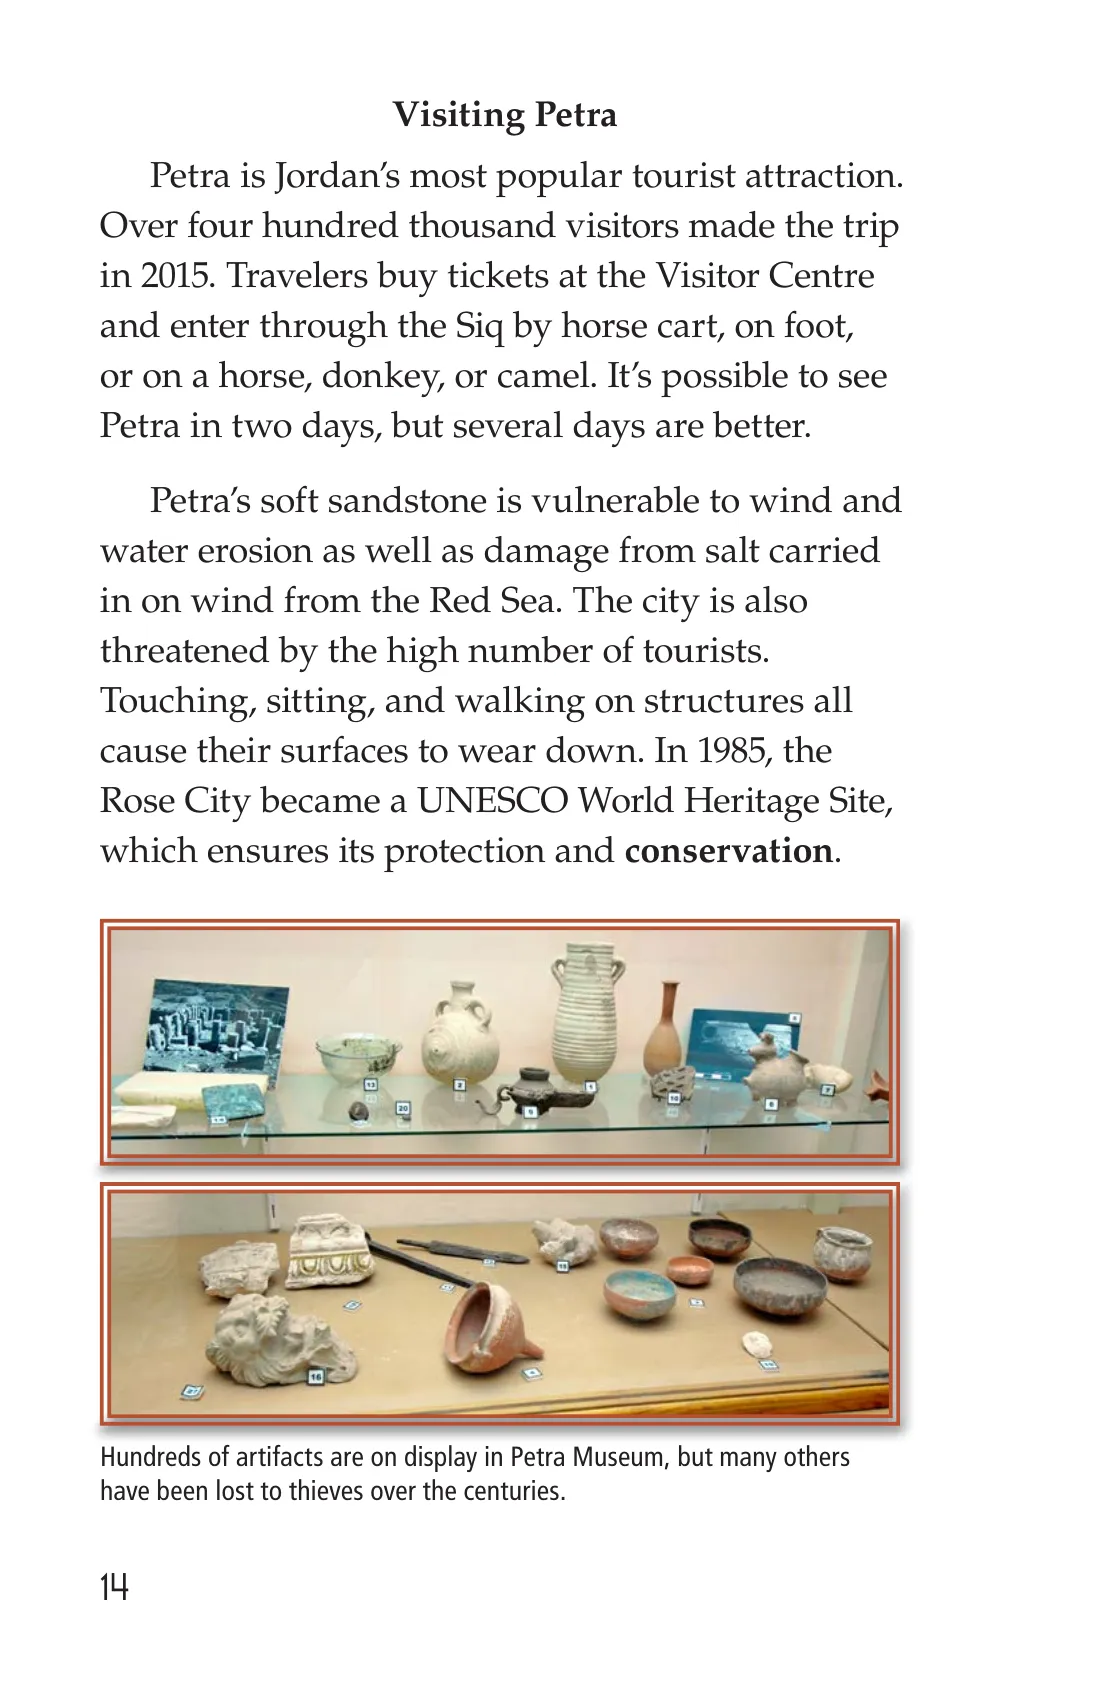 Visiting Petra
Petra is Jordan’s most popular tourist attraction.
Over four hundred thousand visitors made the trip
in 2015. Travelers buy tickets at the Visitor Centre
and enter through the Siq by horse cart, on foot,
or on a horse, donkey, or camel. It’s possible to see
Petra in two days, but several days are better.
Petra’s soft sandstone is vulnerable to wind and
water erosion as well as damage from salt carried
in on wind from the Red Sea. The city is also
threatened by the high number of tourists.
Touching, sitting, and walking on structures all
cause their surfaces to wear down. In 1985, the
Rose City became a UNESCO World Heritage Site,
which ensures its protection and conservation.
13
2
1
20
16
Hundreds of artifacts are on display in Petra Museum, but many others
have been lost to thieves over the centuries.
14